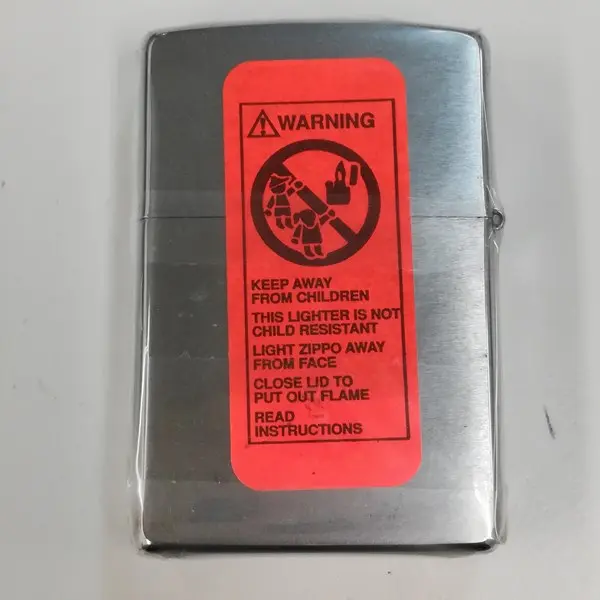 WARNING
KEEP AWAY
FROM CHILDREN
THIS LIGHTER IS NOT
CHILD RESISTANT
LIGHT ZIPPO AWAY
FROM FACE
CLOSE LID TO
PUT OUT FLAME
READ
INSTRUCTIONS